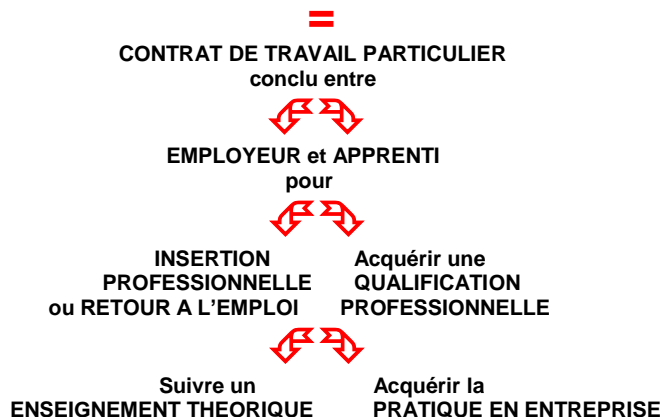 =
CONTRAT DE TRAVAIL PARTICULIER
conclu entre
EMPLOYEUR et APPRENTI
pour
INSERTION
PROFESSIONNELLE
ou RETOUR A L'EMPLOI
Acquérir une
QUALIFICATION
PROFESSIONNELLE
Suivre un
ENSEIGNEMENT THEORIQUE
Acquérir la
PRATIQUE EN ENTREPRISE